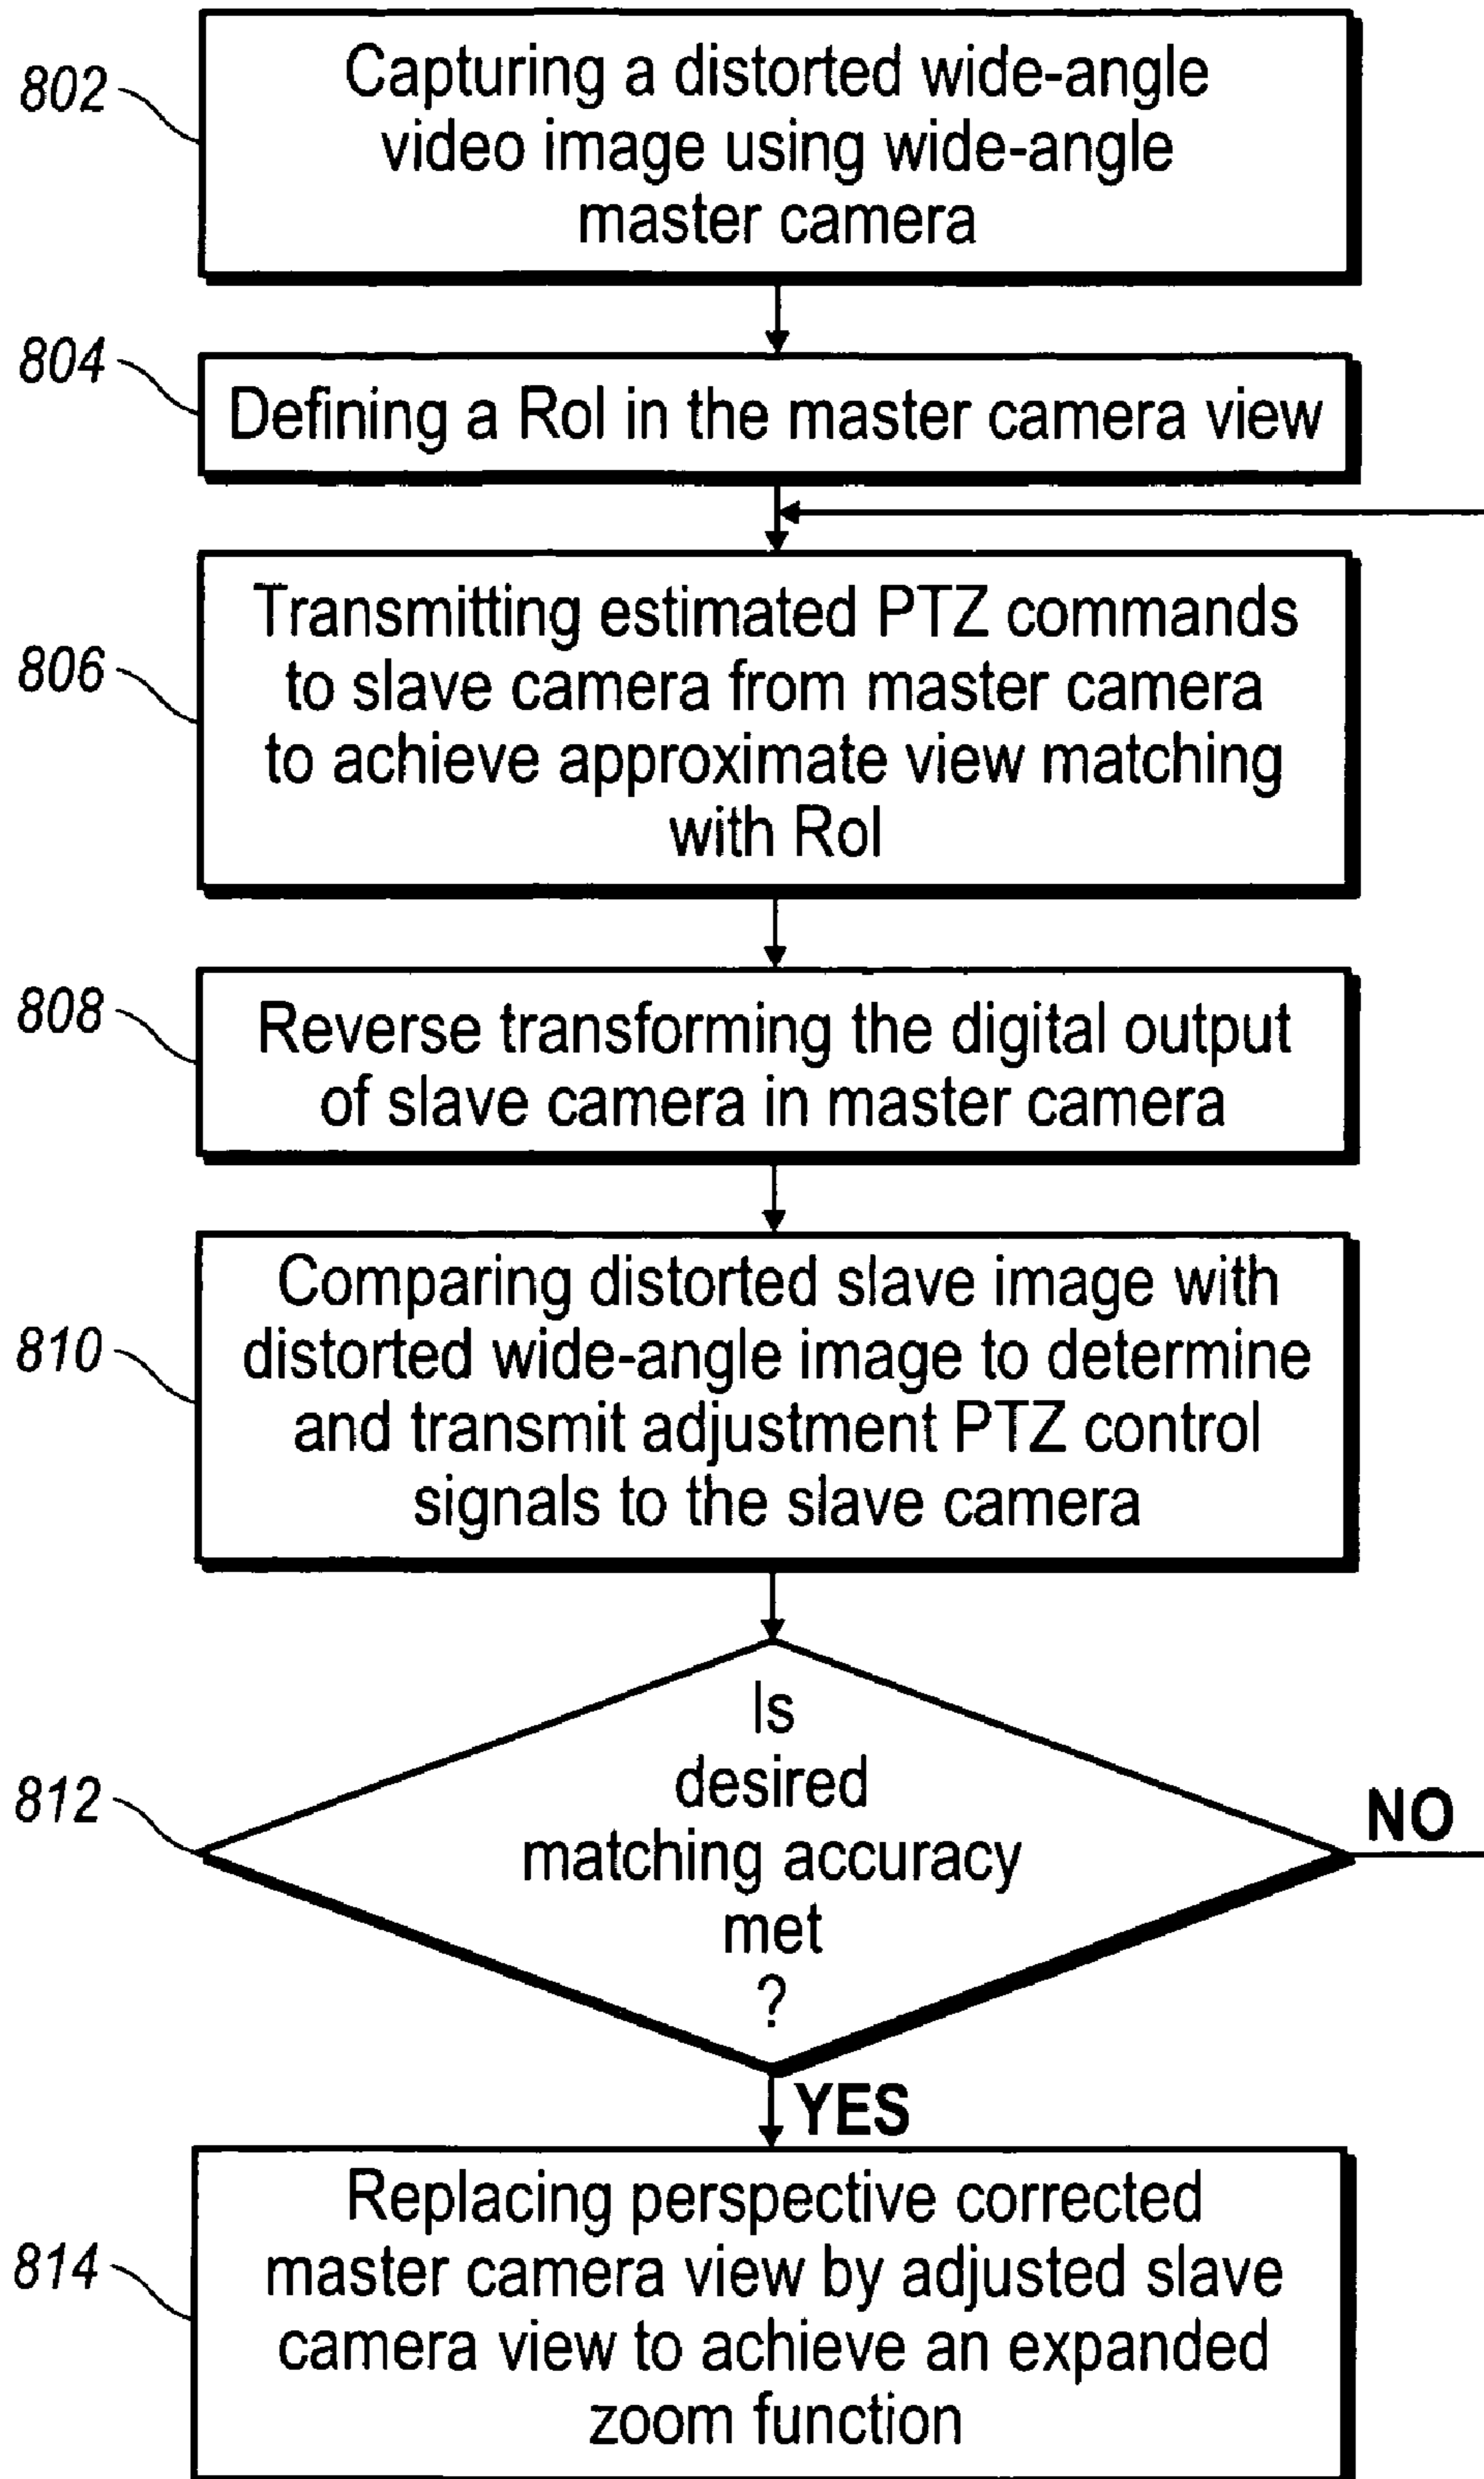 802
Capturing a distorted wide-angle
video image using wide-angle
master camera
804
Defining a RoI in the master camera view
806
Transmitting estimated PTZ commands
to slave camera from master camera
to achieve approximate view matching
with RoI
808
Reverse transforming the digital output
of slave camera in master camera
810
Comparing distorted slave image with
distorted wide-angle image to determine
and transmit adjustment PTZ control
signals to the slave camera
812
Is
desired
matching accuracy
met
?
NO
YES
814
Replacing perspective corrected
master camera view by adjusted slave
camera view to achieve an expanded
zoom function